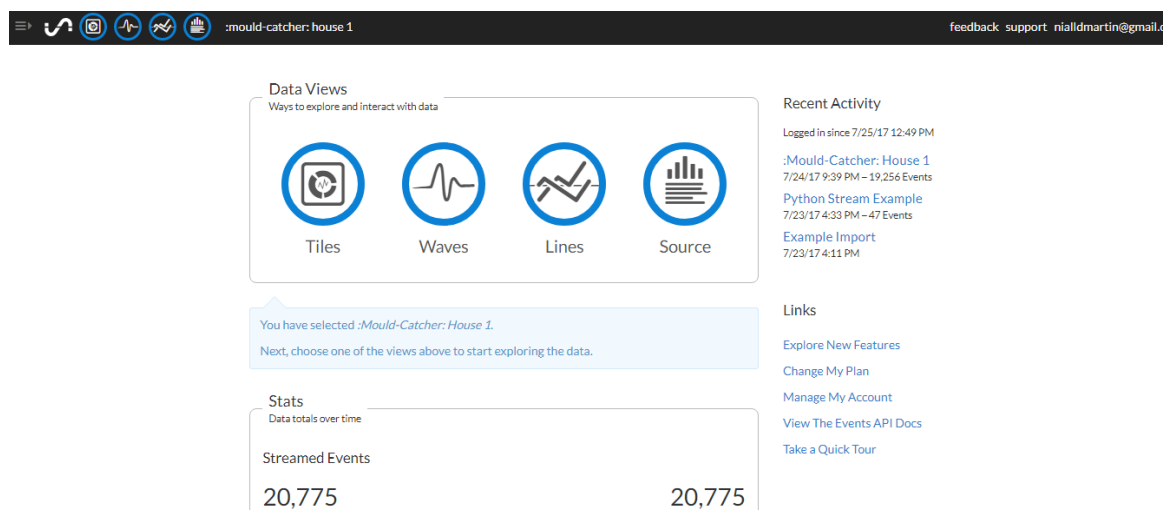 :mould-catcher: house 1
feedback support nialldmartin@gmail.c
Data Views
Ways to explore and interact with data
Tiles
Waves
Lines
Source
You have selected :Mould-Catcher: House 1.
Next, choose one of the views above to start exploring the data.
Stats
Data totals over time
Streamed Events
20,775
20,775
Recent Activity
Logged in since 7/25/17 12:49 PM
:Mould-Catcher: House 1
7/24/17 9:39 PM – 19,256 Events
Python Stream Example
7/23/17 4:33 PM – 47 Events
Example Import
7/23/17 4:11 PM
Links
Explore New Features
Change My Plan
Manage My Account
View The Events API Docs
Take a Quick Tour